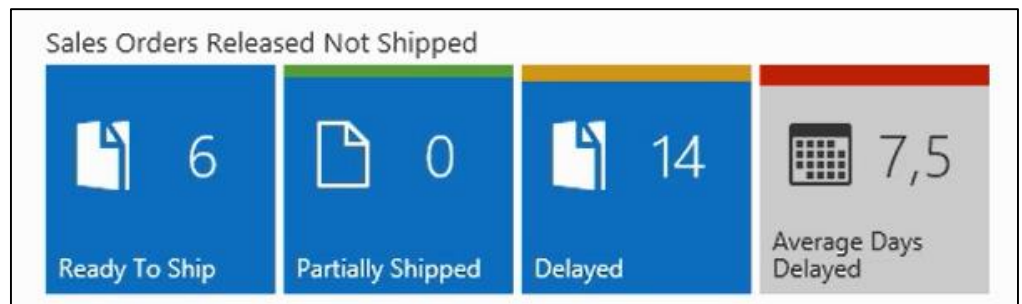 Sales Orders Released Not Shipped
6
0
14
7,5
Ready To Ship
Partially Shipped
Delayed
Average Days
Delayed